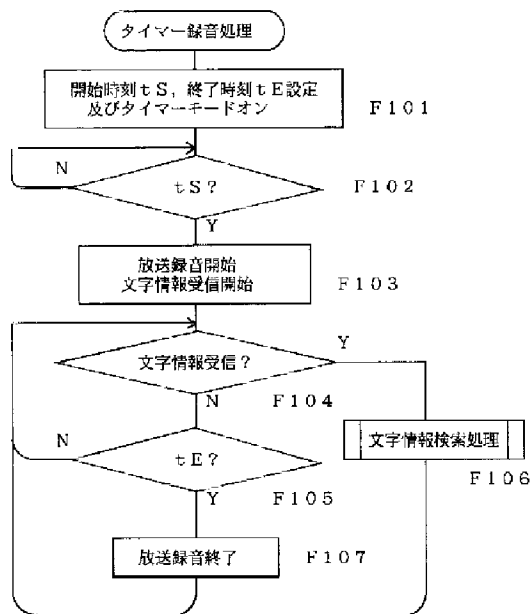 タイマー録音処理
開始時刻ｔＳ，終了時刻ｔＥ設定
及びタイマーモードオン
Ｆ１０１
Ｎ
ｔＳ？
Ｆ１０２
Ｙ
放送録音開始
文字情報受信開始
Ｆ１０３
文字情報受信？
Ｙ
Ｎ
Ｆ１０４
文字情報検索処理
Ｆ１０６
Ｎ
ｔＥ？
Ｙ
Ｆ１０５
放送録音終了
Ｆ１０７